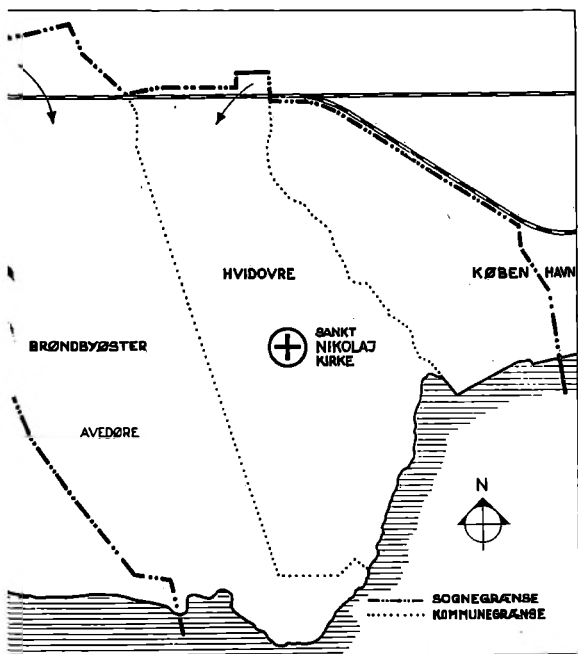 HVIDOVRE
KØBEN HAVN
SANKT
NIKOLAJ
KIRKE
BRØNDBYØSTER
AVEDØRE
N
SOGNEGRÆNSE
KOMMUNEGRÆNSE